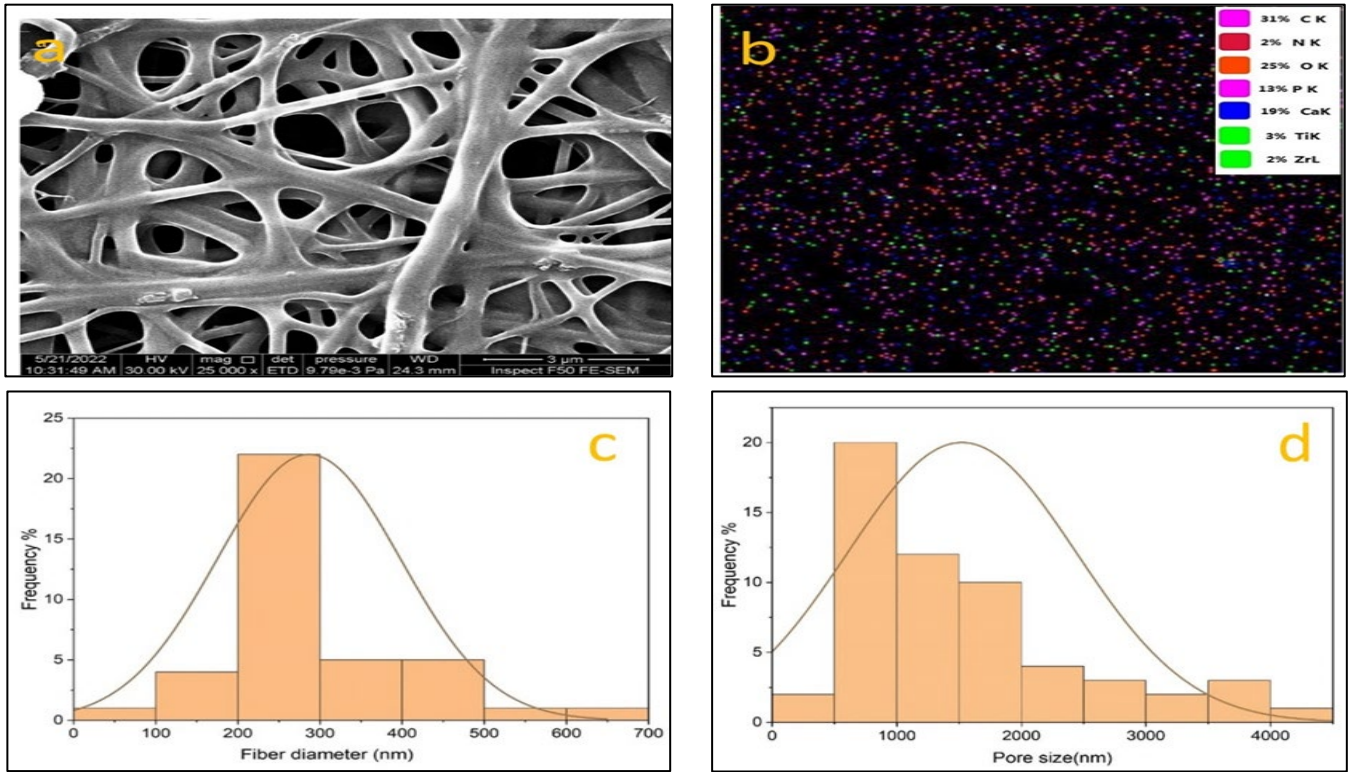 a
5/21/2022 HV mag □ det pressure WD 3 µm
10:31:49 AM 30.00 kV 25 000 x ETD 9.79e-3 Pa 24.3 mm Inspect F50 FE-SEM
b
31% C K
2% N K
25% O K
13% P K
19% CaK
3% TiK
2% ZrL
c
25
20
15
10
5
0
Frequency %
0 100 200 300 400 500 600 700
Fiber diameter (nm)
d
20
15
10
5
0
Frequency %
0 1000 2000 3000 4000
Pore size(nm)